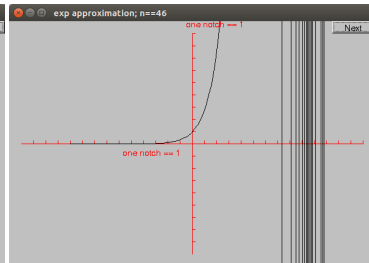 exp approximation; n==46
one notch == 1
Next
one notch == 1